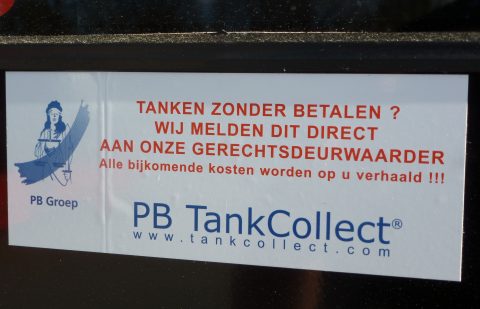 TANKEN ZONDER BETALEN ?
WIJ MELDEN DIT DIRECT
AAN ONZE GERECHTSDEURWAARDER
Alle bijkomende kosten worden op u verhaald !!!
PB Groep
PB TankCollect®
www.tankcollect.com